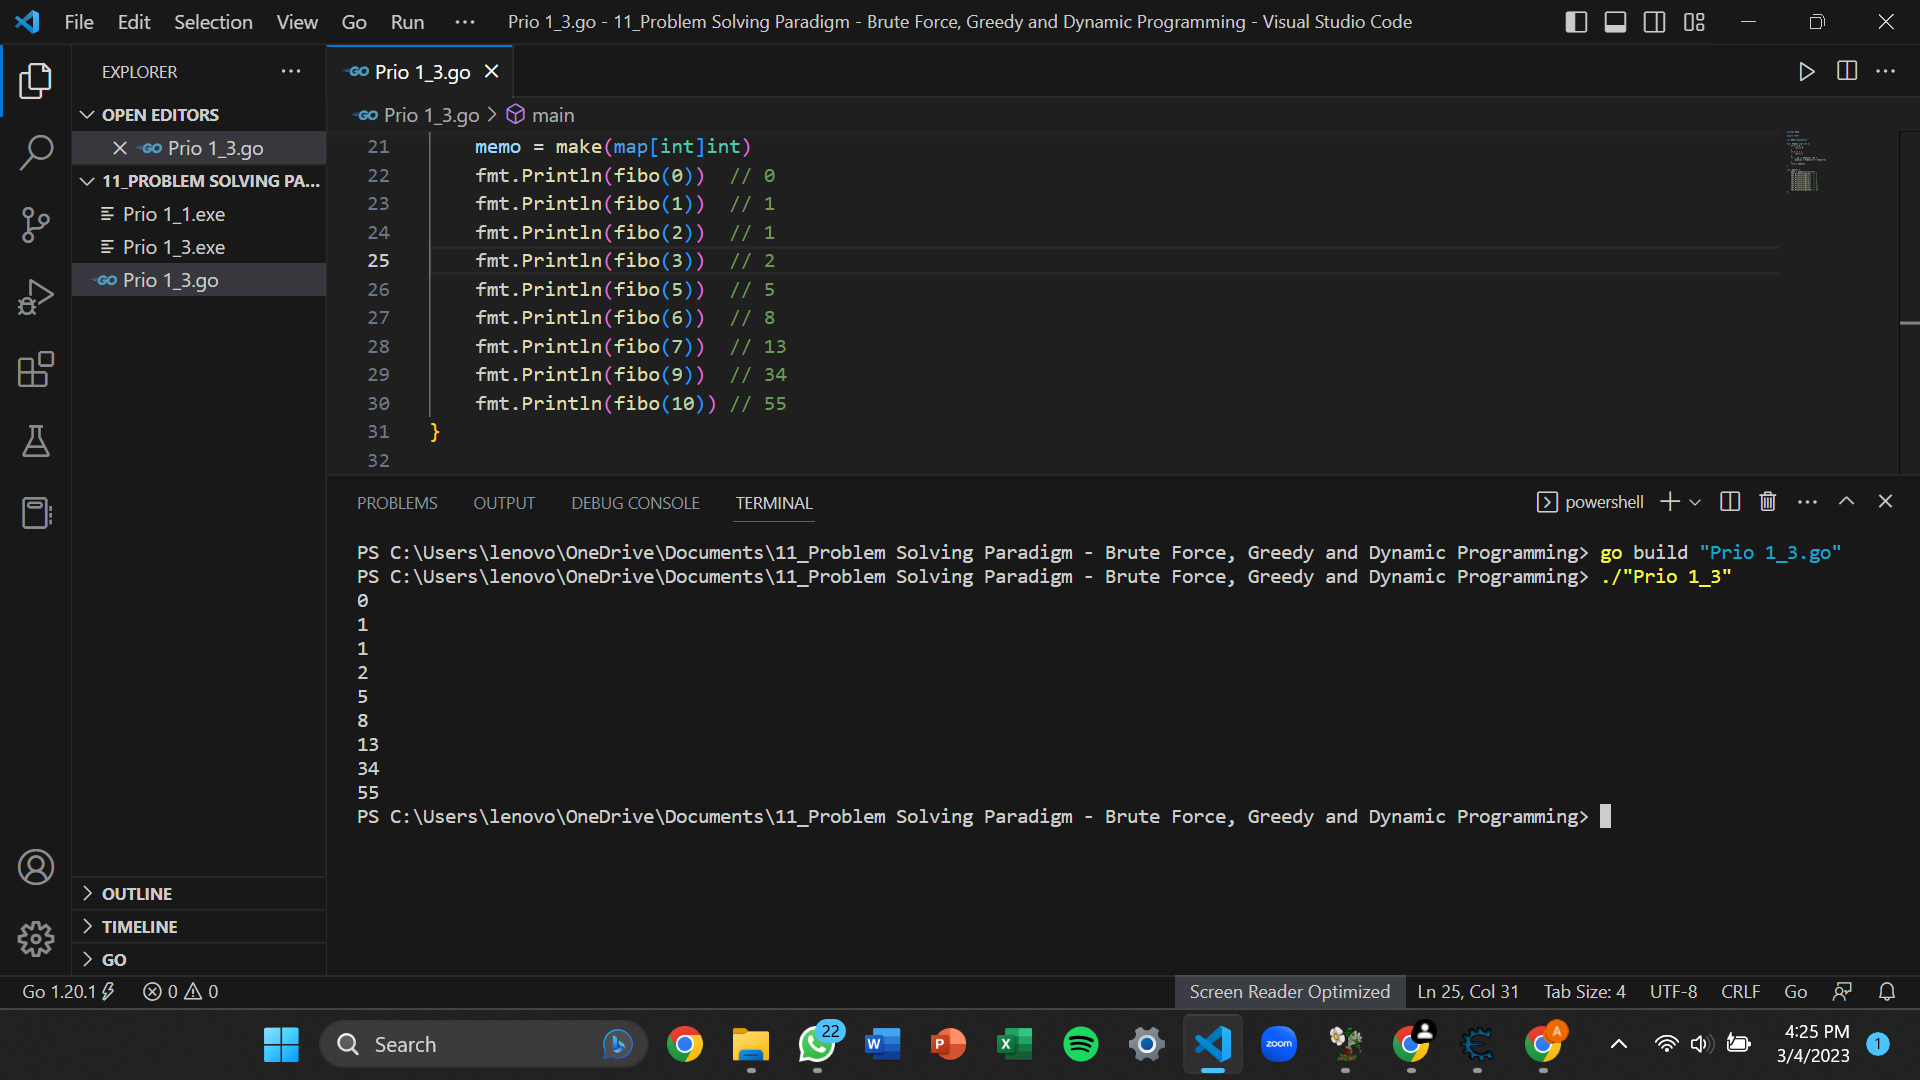 File Edit Selection View Go Run ··· Prio 1_3.go - 11_Problem Solving Paradigm - Brute Force, Greedy and Dynamic Programming - Visual Studio Code
EXPLORER
OPEN EDITORS
GO Prio 1_3.go
11_PROBLEM SOLVING PA...
Prio 1_1.exe
Prio 1_3.exe
GO Prio 1_3.go
OUTLINE
TIMELINE
GO
GO Prio 1_3.go
GO Prio 1_3.go > main
21 memo = make(map[int]int)
22 fmt.Println(fibo(0)) // 0
23 fmt.Println(fibo(1)) // 1
24 fmt.Println(fibo(2)) // 1
25 fmt.Println(fibo(3)) // 2
26 fmt.Println(fibo(5)) // 5
27 fmt.Println(fibo(6)) // 8
28 fmt.Println(fibo(7)) // 13
29 fmt.Println(fibo(9)) // 34
30 fmt.Println(fibo(10)) // 55
31 }
32
PROBLEMS OUTPUT DEBUG CONSOLE TERMINAL powershell
PS C:\Users\lenovo\OneDrive\Documents\11_Problem Solving Paradigm - Brute Force, Greedy and Dynamic Programming> go build "Prio 1_3.go"
PS C:\Users\lenovo\OneDrive\Documents\11_Problem Solving Paradigm - Brute Force, Greedy and Dynamic Programming> ./"Prio 1_3"
0
1
1
2
5
8
13
34
55
PS C:\Users\lenovo\OneDrive\Documents\11_Problem Solving Paradigm - Brute Force, Greedy and Dynamic Programming>
Go 1.20.1 0 0 Screen Reader Optimized Ln 25, Col 31 Tab Size: 4 UTF-8 CRLF Go
Search 22 W P X zoom A 4:25 PM 1
3/4/2023